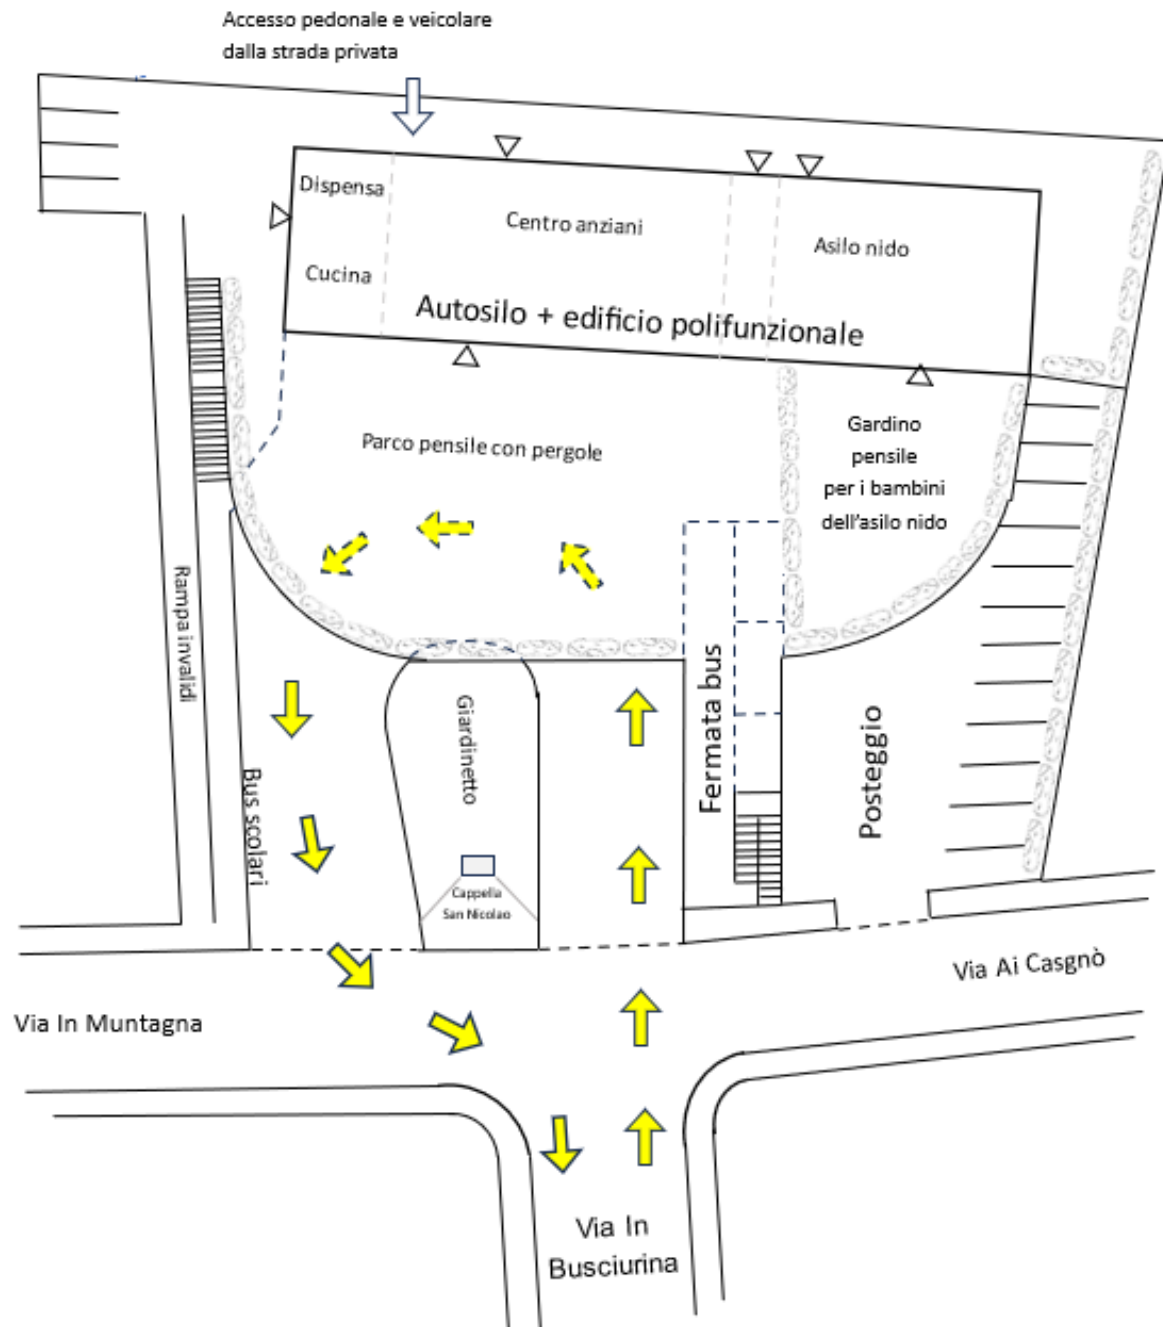 Accesso pedonale e veicolare
dalla strada privata
Dispensa
Centro anziani
Asilo nido
Cucina
Autosilo + edificio polifunzionale
Parco pensile con pergole
Gardino
pensile
per i bambini
dell'asilo nido
Rampa invalidi
Bus scolari
Giardinetto
Fermata bus
Posteggio
Cappella
San Nicolao
Via Ai Casgnò
Via In Muntagna
Via In
Busciurina